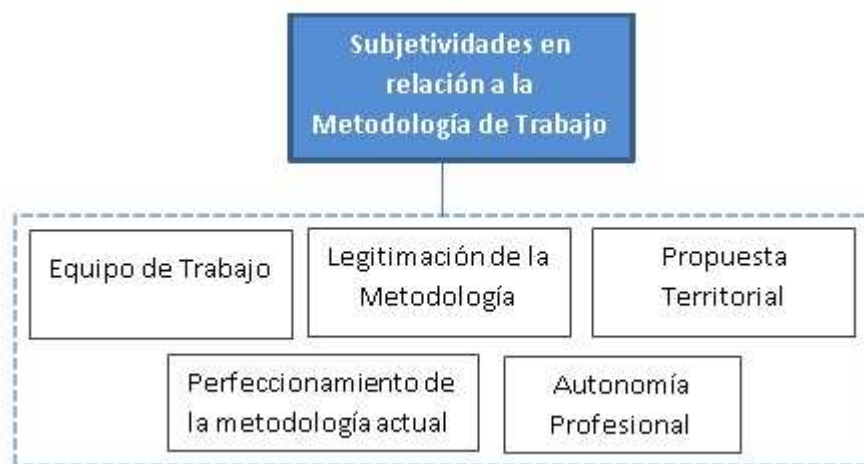 Subjetividades en
relación a la
Metodología de Trabajo
Equipo de Trabajo
Legitimación de la
Metodología
Propuesta
Territorial
Perfeccionamiento de
la metodología actual
Autonomía
Profesional